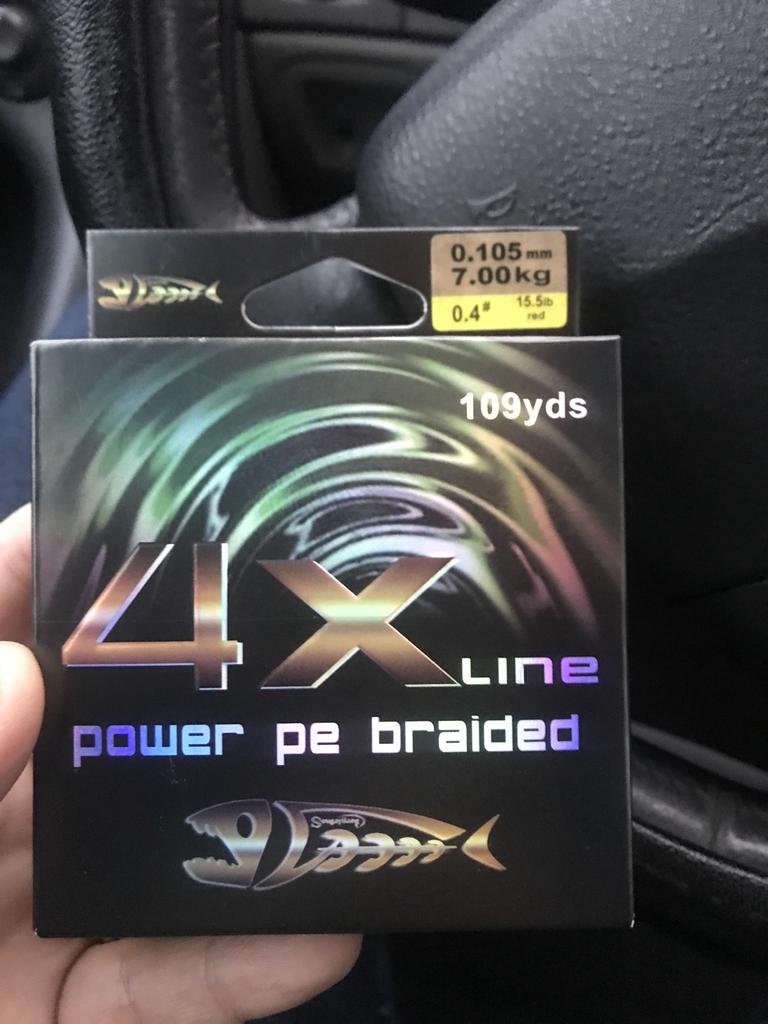 0.105mm
7.00kg
0.4# 15.5lb
red
109yds
4X LINE
power pe braided